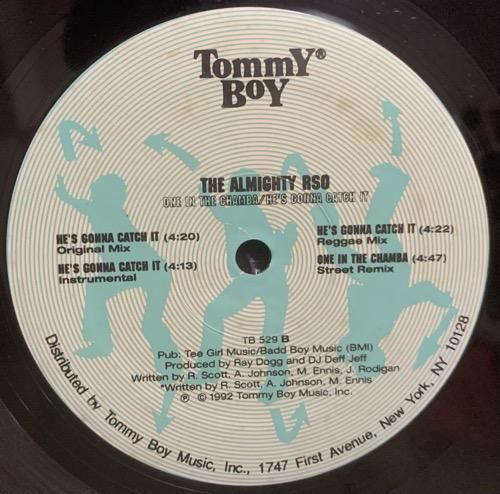 Tommy® Boy
THE ALMIGHTY RSO
ONE IN THE CHAMBA/HE'S GONNA CATCH IT
HE'S GONNA CATCH IT (4:20)
Original Mix
HE'S GONNA CATCH IT (4:13)
Instrumental
HE'S GONNA CATCH IT (4:22)
Reggae Mix
ONE IN THE CHAMBA (4:47)
Street Remix
TB 529 B
Pub: Tee Girl Music/Badd Boy Music (BMI)
Produced by Ray Dogg and DJ Deff Jeff
Written by R. Scott, A. Johnson, M. Ennis, J. Rodigan
*Written by R. Scott, A. Johnson, M. Ennis
℗ © 1992 Tommy Boy Music, Inc.
Distributed by Tommy Boy Music, Inc., 1747 First Avenue, New York, NY 10128